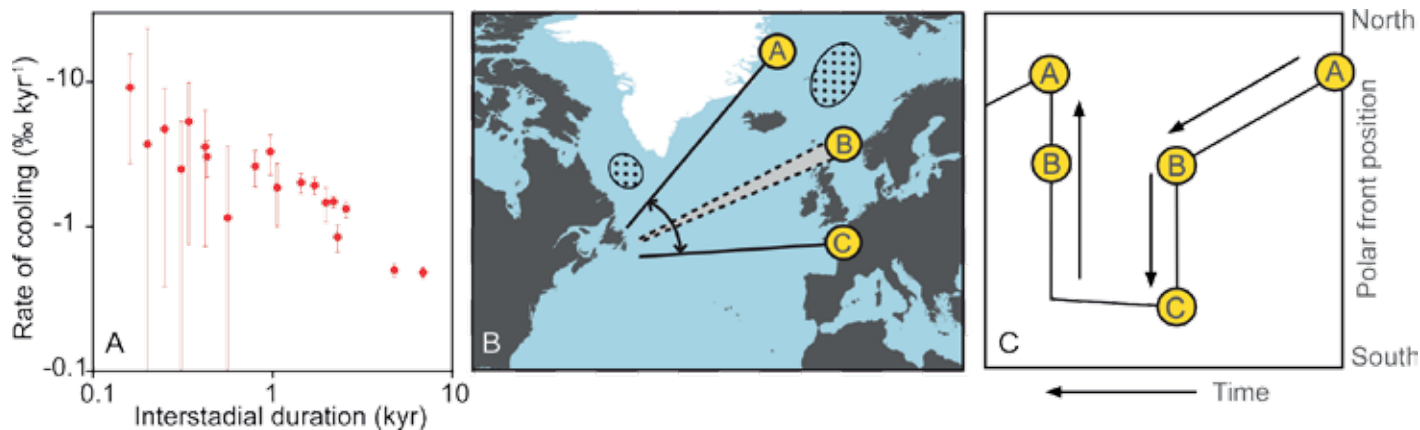 Rate of cooling (‰ kyr⁻¹)
-10
-1
-0.1
A
0.1
1
10
Interstadial duration (kyr)
A
B
C
B
A
B
B
C
A
C
North
Polar front position
South
Time